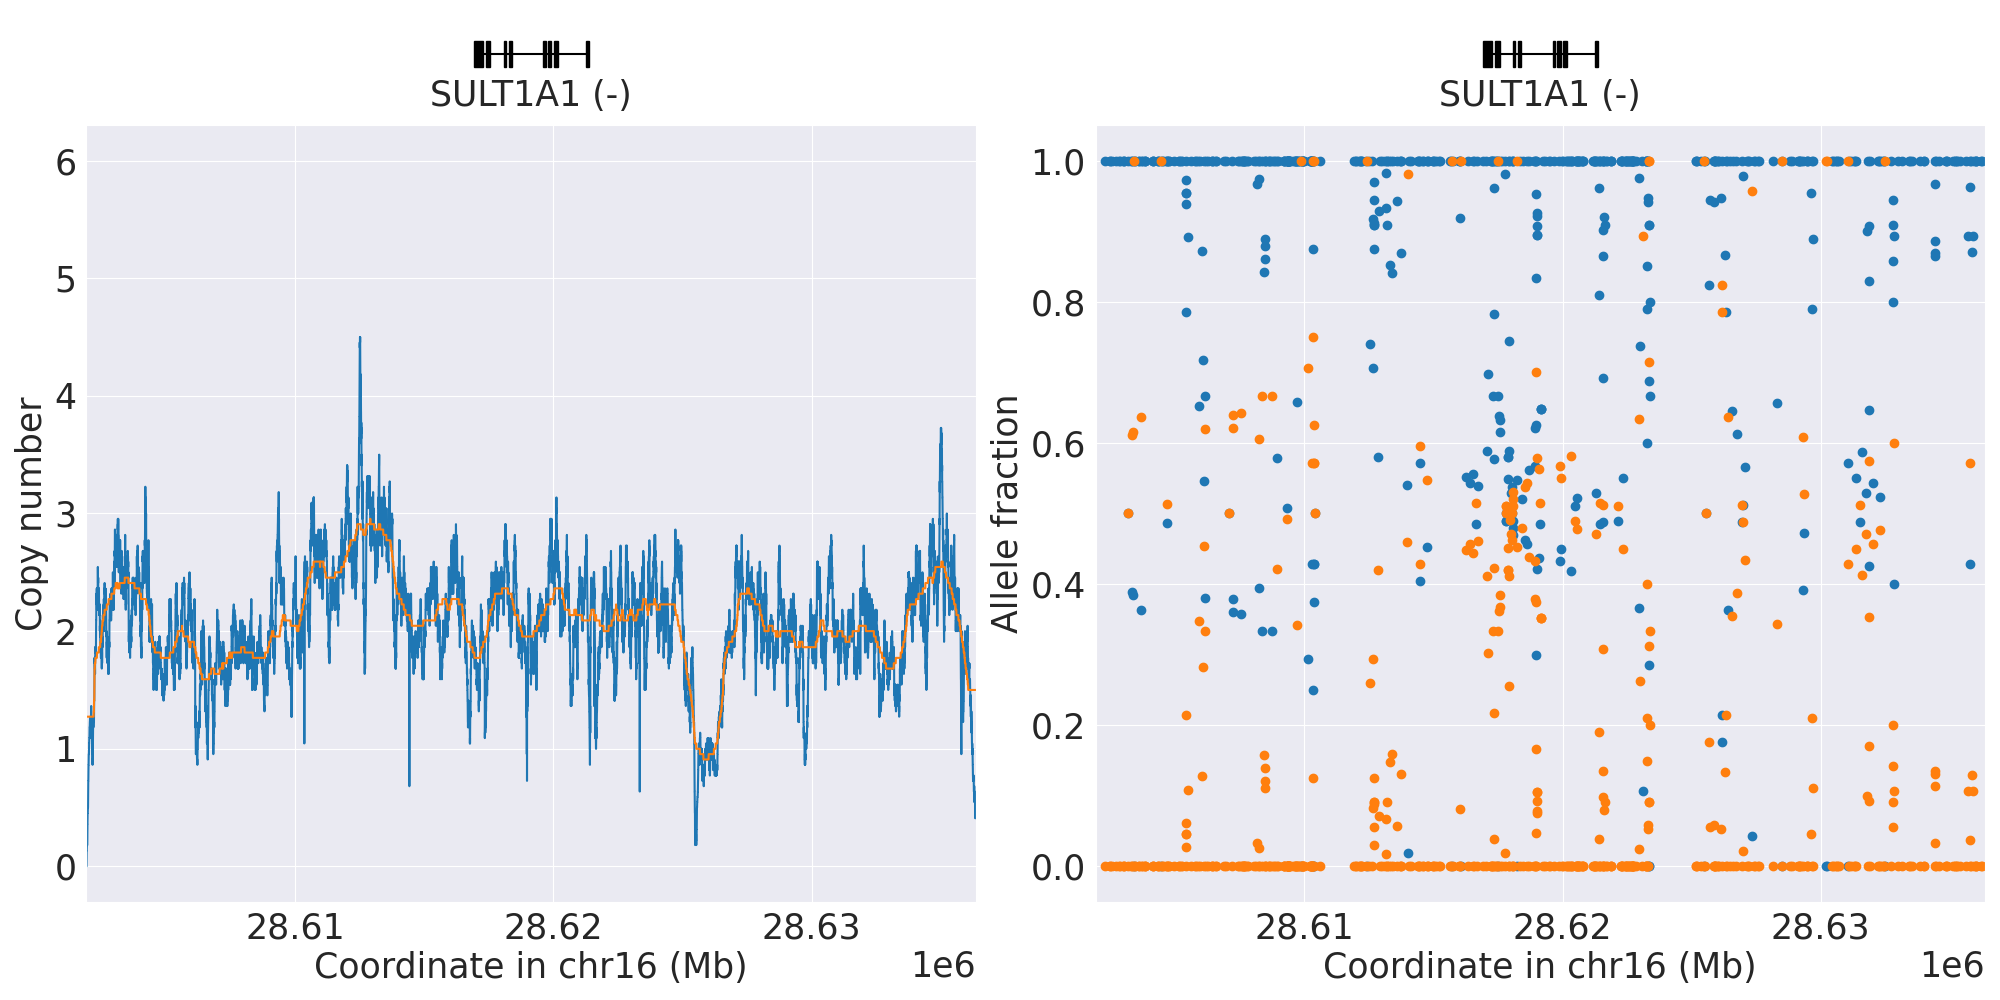 SULT1A1 (-)
Copy number
6
5
4
3
2
1
0
28.61
28.62
28.63
Coordinate in chr16 (Mb)
1e6
SULT1A1 (-)
Allele fraction
1.0
0.8
0.6
0.4
0.2
0.0
28.61
28.62
28.63
Coordinate in chr16 (Mb)
1e6